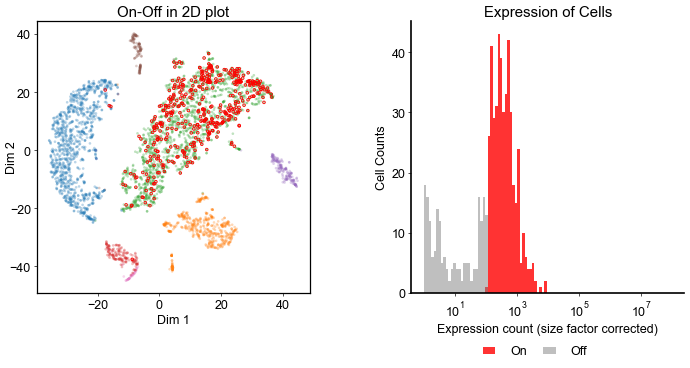 On-Off in 2D plot
40
20
0
−20
−40
Dim 2
−20
0
20
40
Dim 1
Expression of Cells
40
30
20
10
0
Cell Counts
10^1
10^3
10^5
10^7
Expression count (size factor corrected)
On
Off